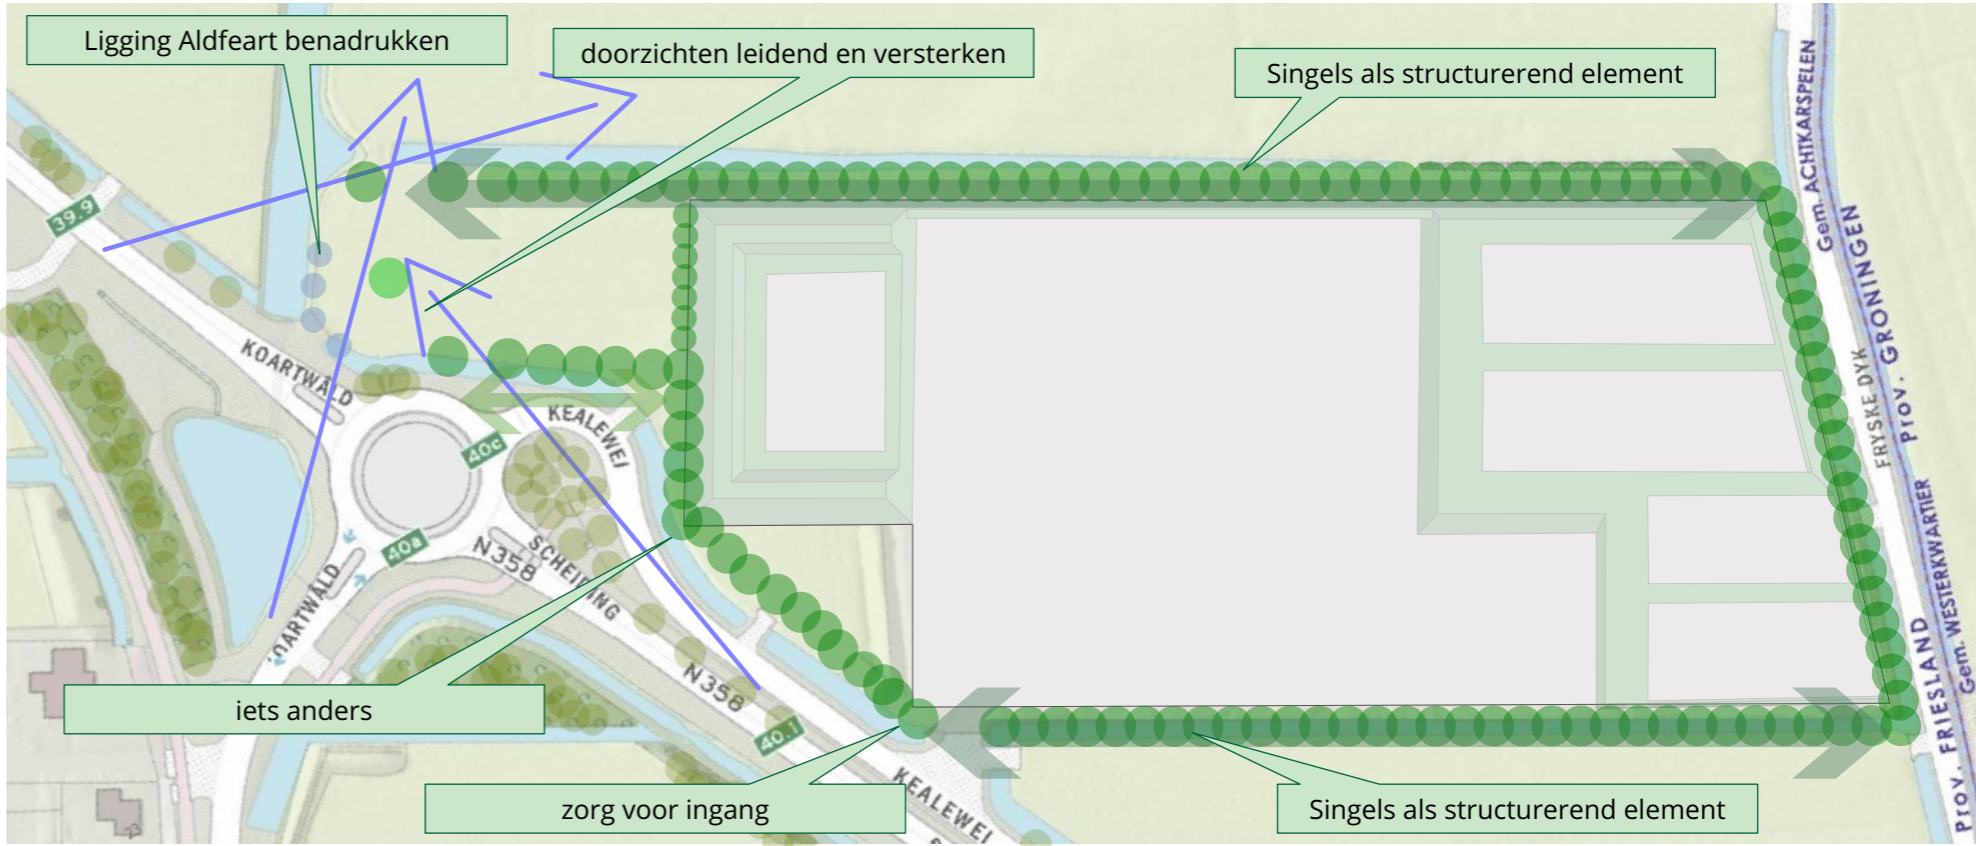 Ligging Aldfeart benadrukken
doorzichten leidend en versterken
Singels als structurerend element
39.9
KOARTWÂLD
KEALEWEI
40c
40a
N358
SCHEIDING
N358
40.1
KEALEWEI
iets anders
zorg voor ingang
Singels als structurerend element
23
Gem. ACHTKARSPELEN
Prov. GRONINGEN
FRYSKE DYK
Gem. WESTERKWARTIER
Prov. FRIESLAND